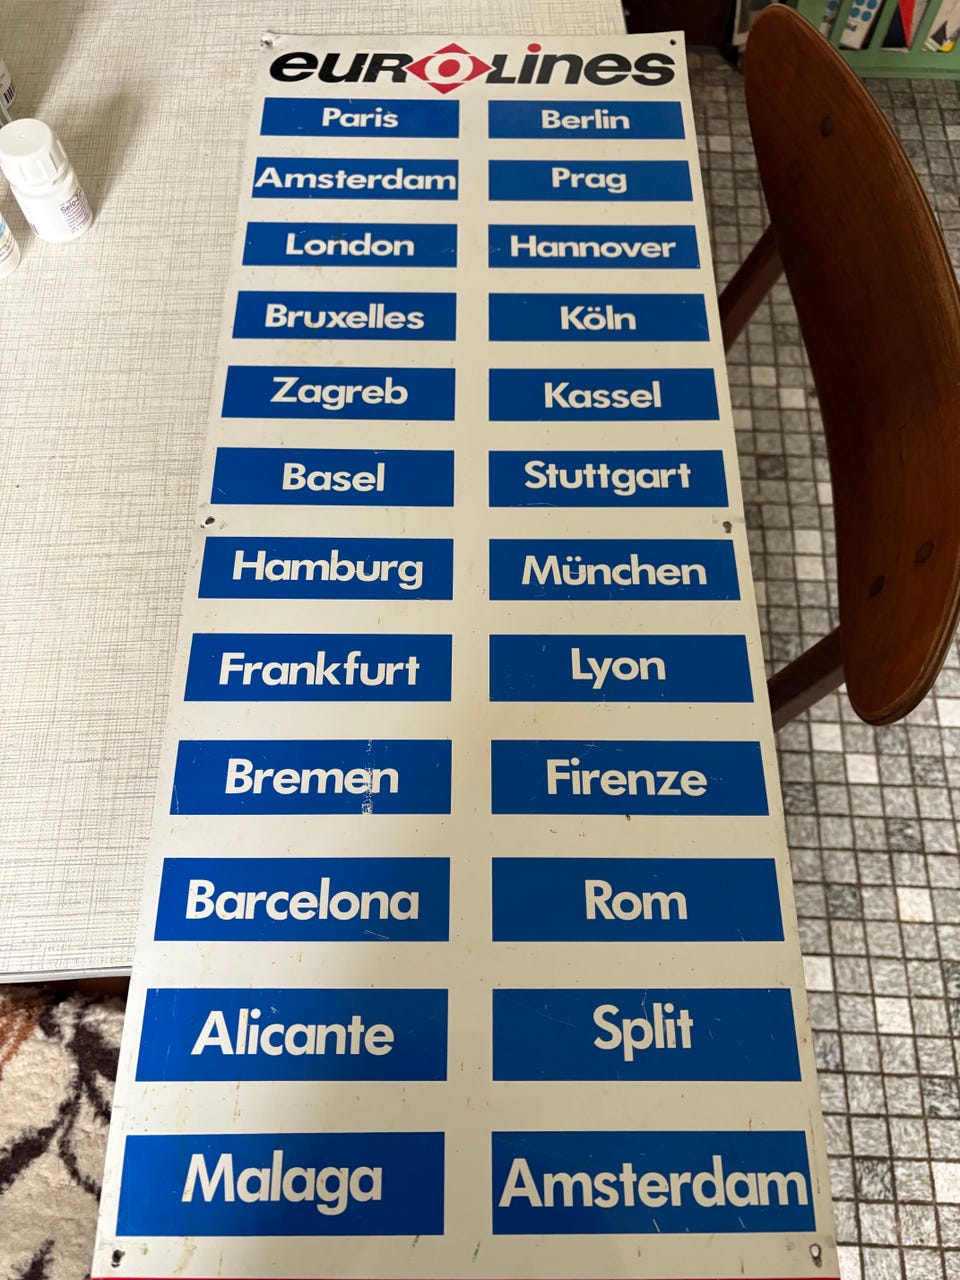 eurolines
Paris Berlin
Amsterdam Prag
London Hannover
Bruxelles Köln
Zagreb Kassel
Basel Stuttgart
Hamburg München
Frankfurt Lyon
Bremen Firenze
Barcelona Rom
Alicante Split
Malaga Amsterdam